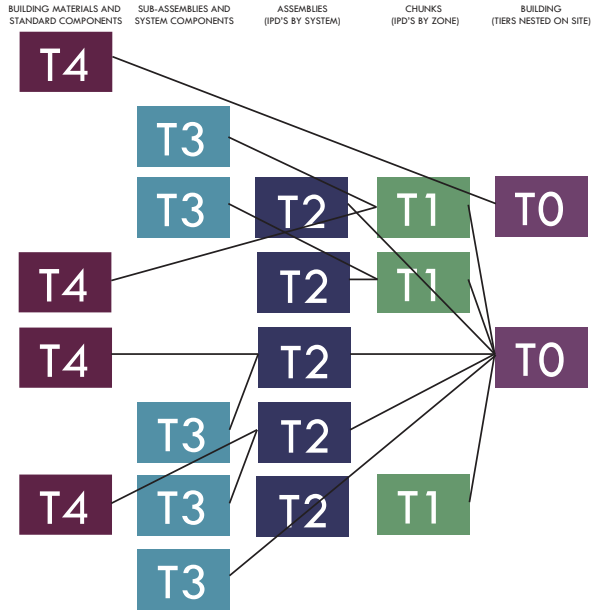 BUILDING MATERIALS AND
STANDARD COMPONENTS
SUB-ASSEMBLIES AND
SYSTEM COMPONENTS
ASSEMBLIES
(IPD'S BY SYSTEM)
CHUNKS
(IPD'S BY ZONE)
BUILDING
(TIERS NESTED ON SITE)
T4
T3
T3
T2
T1
T0
T4
T2
T1
T4
T2
T0
T3
T2
T4
T3
T2
T1
T3